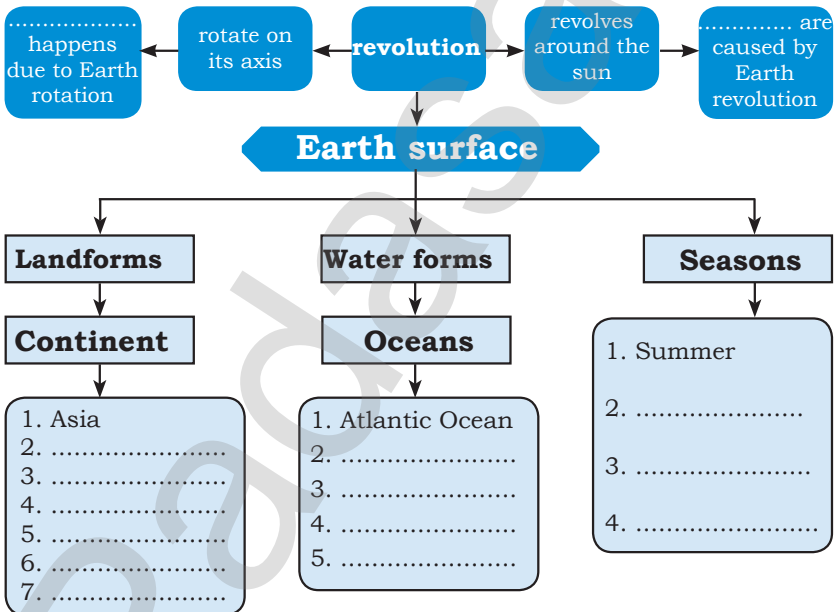 ....................
happens
due to Earth
rotation
rotate on
its axis
revolution
revolves
around the
sun
.............. are
caused by
Earth
revolution
Earth surface
Landforms
Water forms
Seasons
Continent
Oceans
1. Asia
2. ...........................
3. ...........................
4. ...........................
5. ...........................
6. ...........................
7. ...........................
1. Atlantic Ocean
2. ...........................
3. ...........................
4. ...........................
5. ...........................
1. Summer
2. ..........................
3. ...........................
4. ............................
Padasa